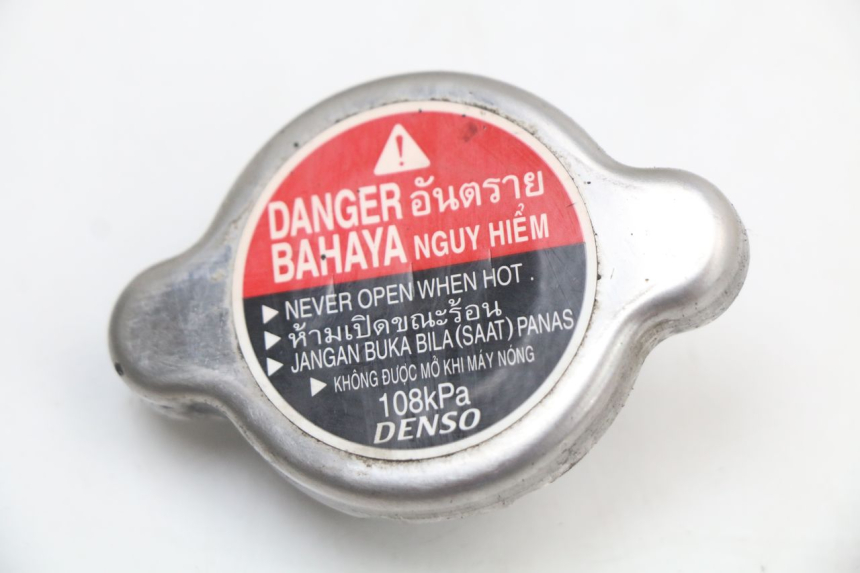 DANGER อันตราย
BAHAYA NGUY HIỂM
▶ NEVER OPEN WHEN HOT .
▶ ห้ามเปิดขณะร้อน
▶ JANGAN BUKA BILA (SAAT) PANAS
▶ KHÔNG ĐƯỢC MỞ KHI MÁY NÓNG
108kPa
DENSO